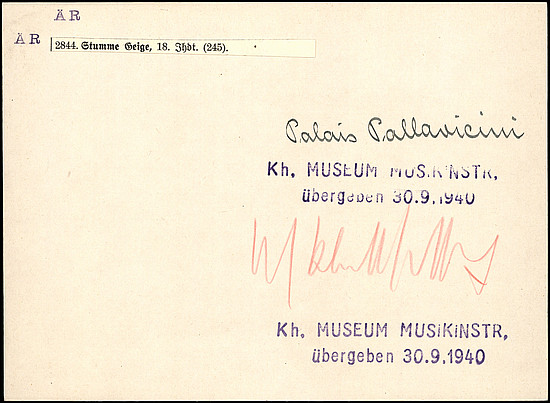 ÄR
ÄR
2844. Stumme Geige, 18. Jhdt. (245).
Palais Pallavicini
Kh. MUSEUM MUSIKINSTR,
übergeben 30.9.1940
Kh. MUSEUM MUSIKINSTR,
übergeben 30.9.1940